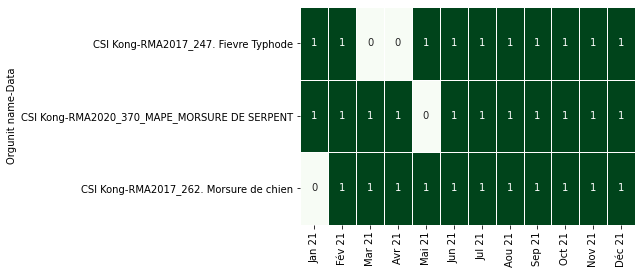 CSI Kong-RMA2017_247. Fievre Typhode 1 1 0 0 1 1 1 1 1 1 1 1
CSI Kong-RMA2020_370_MAPE_MORSURE DE SERPENT 1 1 1 1 0 1 1 1 1 1 1 1
CSI Kong-RMA2017_262. Morsure de chien 0 1 1 1 1 1 1 1 1 1 1 1
Orgunit name-Data
Jan 21 Fév 21 Mar 21 Avr 21 Mai 21 Jun 21 Jul 21 Aou 21 Sep 21 Oct 21 Nov 21 Déc 21